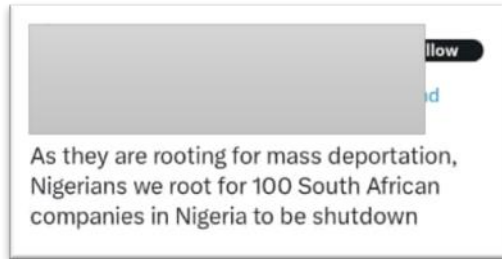 llow
As they are rooting for mass deportation,
Nigerians we root for 100 South African
companies in Nigeria to be shutdown